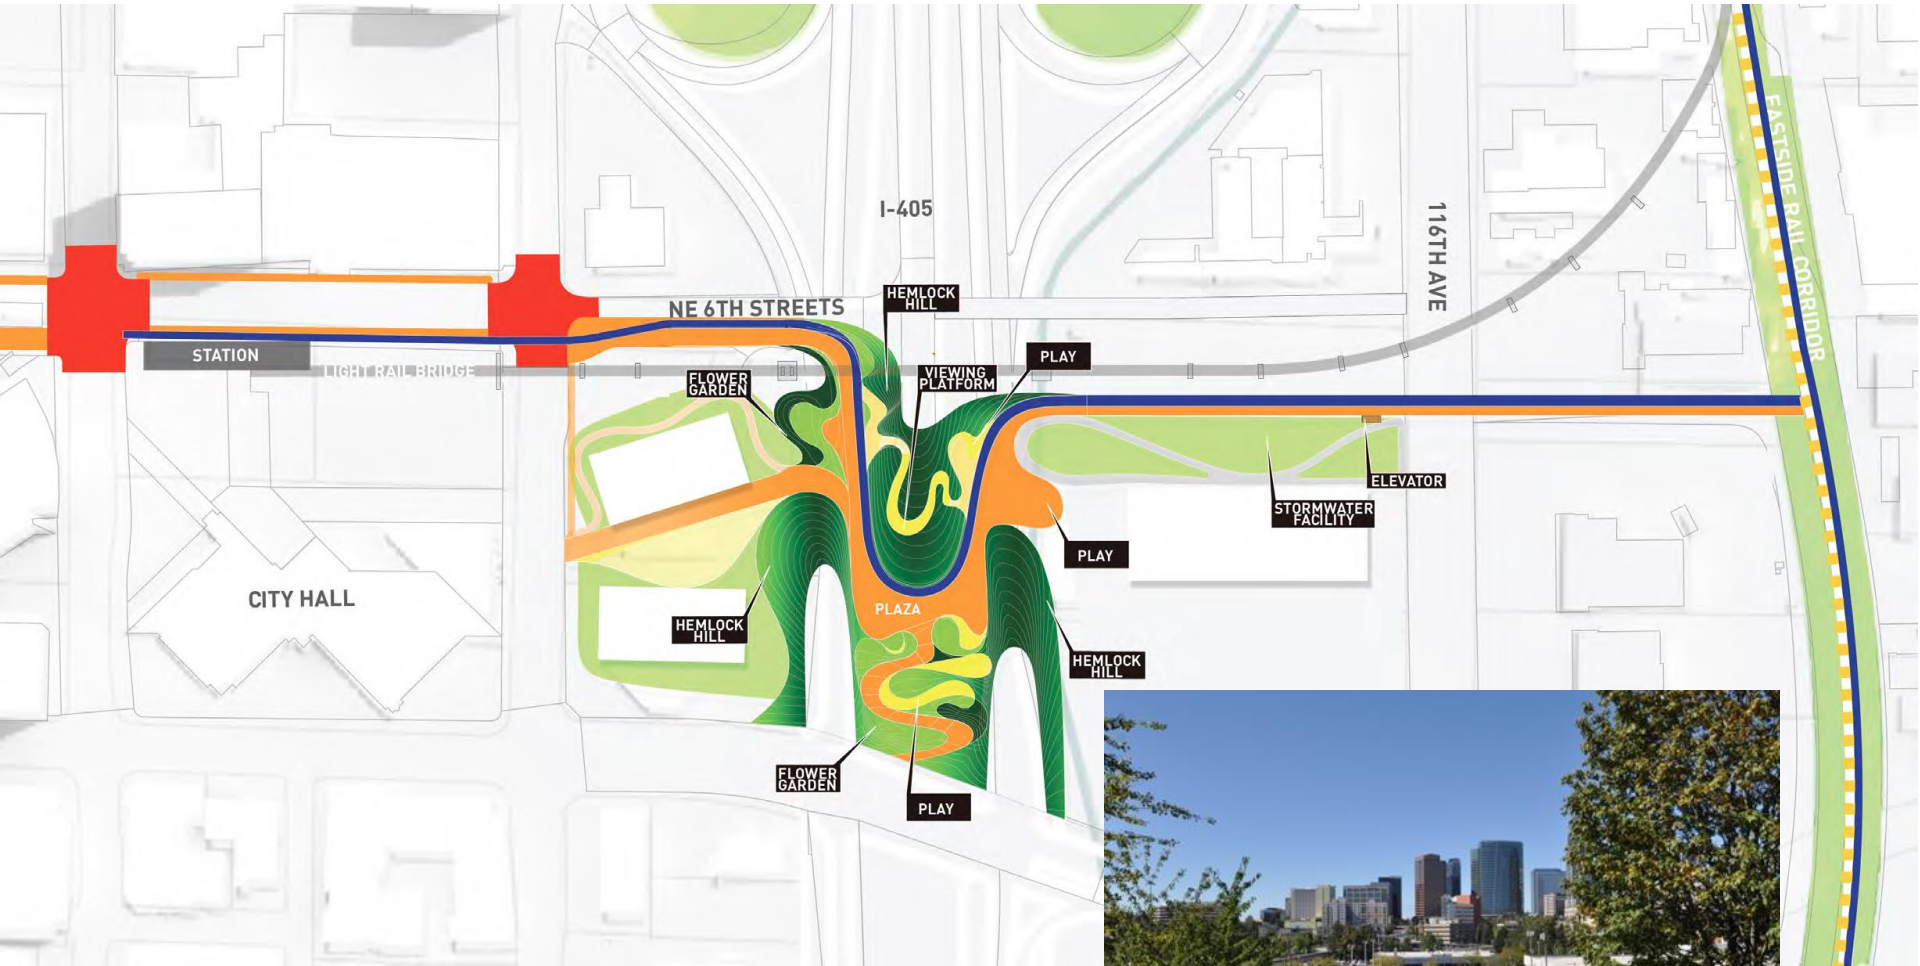 I-405
116TH AVE
EASTSIDE RAIL CORRIDOR
HEMLOCK
HILL
NE 6TH STREETS
STATION
LIGHT RAIL BRIDGE
FLOWER
GARDEN
VIEWING
PLATFORM
PLAY
ELEVATOR
STORMWATER
FACILITY
PLAY
CITY HALL
PLAZA
HEMLOCK
HILL
HEMLOCK
HILL
FLOWER
GARDEN
PLAY